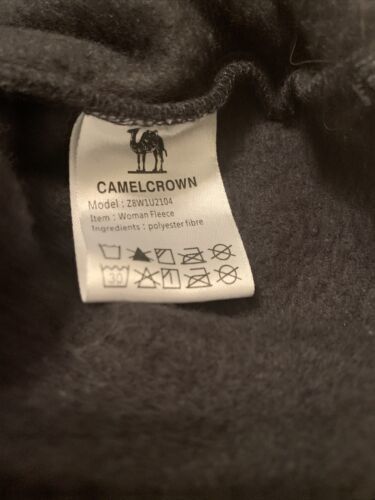 CAMELCROWN
Model : Z8W1U2104
Item : Woman Fleece
Ingredients : polyester fibre
30